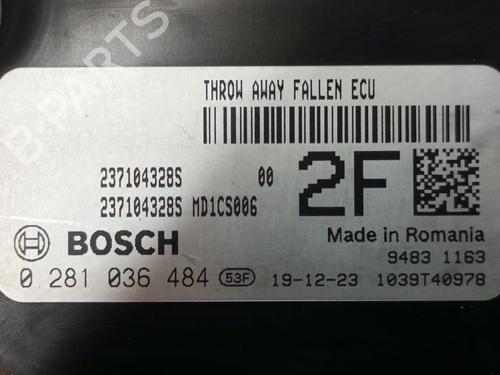 B-PARTS
THROW AWAY FALLEN ECU
237104328S 00
237104328S MD1CS006
2F
BOSCH
Made in Romania
9483 1163
0 281 036 484 53F 19-12-23 1039T40978